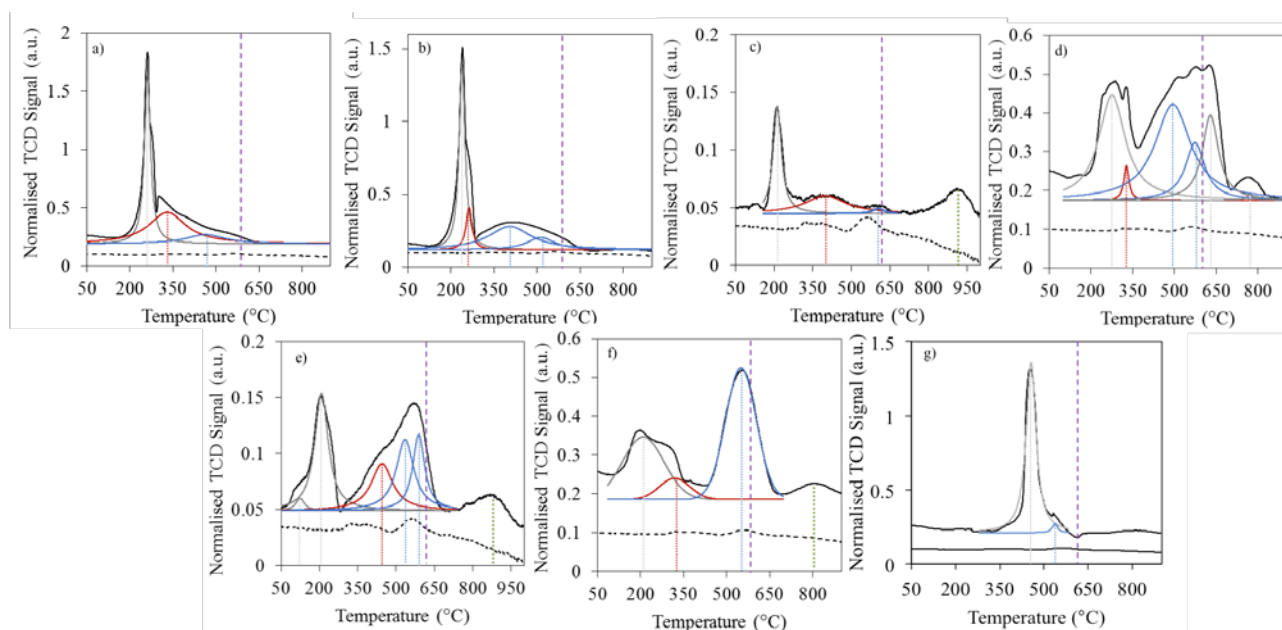 a)
Normalised TCD Signal (a.u.)
2
1.5
1
0.5
0
50 200 350 500 650 800
Temperature (°C)
b)
Normalised TCD Signal (a.u.)
1.5
1
0.5
0
50 200 350 500 650 800
Temperature (°C)
c)
Normalised TCD Signal (a.u.)
0.2
0.15
0.1
0.05
0
50 200 350 500 650 800 950
Temperature (°C)
d)
Normalised TCD Signal (a.u.)
0.6
0.5
0.4
0.3
0.2
0.1
0
50 200 350 500 650 800
Temperature (°C)
e)
Normalised TCD Signal (a.u.)
0.2
0.15
0.1
0.05
0
50 200 350 500 650 800 950
Temperature (°C)
f)
Normalised TCD Signal (a.u.)
0.6
0.5
0.4
0.3
0.2
0.1
0
50 200 350 500 650 800
Temperature (°C)
g)
Normalised TCD Signal (a.u.)
1.5
1
0.5
0
50 200 350 500 650 800
Temperature (°C)